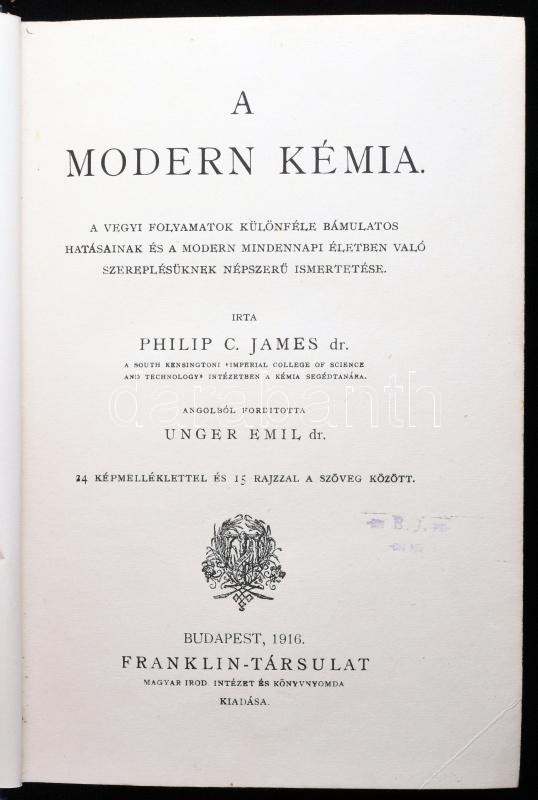 A
MODERN KÉMIA.
A VEGYI FOLYAMATOK KÜLÖNFÉLE BÁMULATOS
HATÁSAINAK ÉS A MODERN MINDENNAPI ÉLETBEN VALÓ
SZEREPLÉSÜKNEK NÉPSZERŰ ISMERTETÉSE.
IRTA
PHILIP C. JAMES dr.
A SOUTH KENSINGTONI «IMPERIAL COLLEGE OF SCIENCE
AND TECHNOLOGY» INTÉZETBEN A KÉMIA SEGÉDTANÁRA.
darabanth
ANGOLBÓL FORDITOTTA
UNGER EMIL dr.
24 KÉPMELLÉKLETTEL ÉS 15 RAJZZAL A SZÖVEG KÖZÖTT.
B. J.
BUDAPEST, 1916.
FRANKLIN-TÁRSULAT
MAGYAR IROD. INTÉZET ÉS KÖNYVNYOMDA
KIADÁSA.